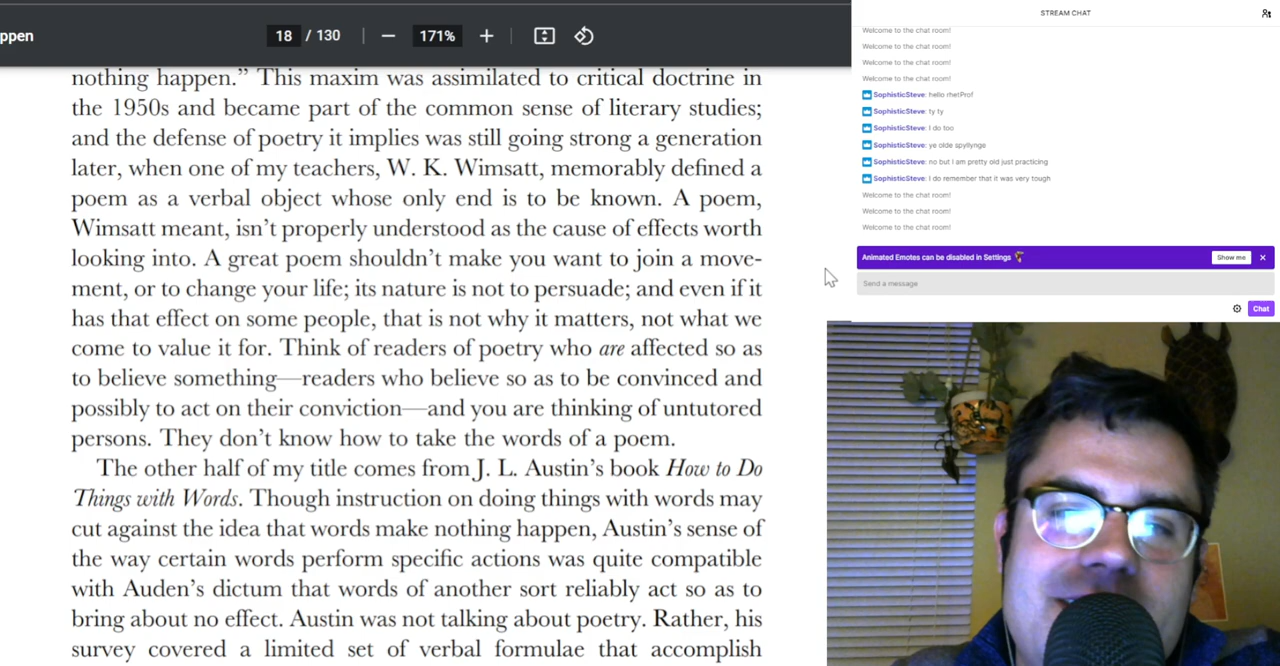 ppen
18 / 130
171%
nothing happen.” This maxim was assimilated to critical doctrine in
the 1950s and became part of the common sense of literary studies;
and the defense of poetry it implies was still going strong a generation
later, when one of my teachers, W. K. Wimsatt, memorably defined a
poem as a verbal object whose only end is to be known. A poem,
Wimsatt meant, isn’t properly understood as the cause of effects worth
looking into. A great poem shouldn’t make you want to join a move-
ment, or to change your life; its nature is not to persuade; and even if it
has that effect on some people, that is not why it matters, not what we
come to value it for. Think of readers of poetry who are affected so as
to believe something—readers who believe so as to be convinced and
possibly to act on their conviction—and you are thinking of untutored
persons. They don’t know how to take the words of a poem.
The other half of my title comes from J. L. Austin’s book How to Do
Things with Words. Though instruction on doing things with words may
cut against the idea that words make nothing happen, Austin’s sense of
the way certain words perform specific actions was quite compatible
with Auden’s dictum that words of another sort reliably act so as to
bring about no effect. Austin was not talking about poetry. Rather, his
survey covered a limited set of verbal formulae that accomplish
STREAM CHAT
Welcome to the chat room!
Welcome to the chat room!
Welcome to the chat room!
Welcome to the chat room!
SophisticSteve: hello rhetProf
SophisticSteve: ty ty
SophisticSteve: I do too
SophisticSteve: ye olde spyllynge
SophisticSteve: no but I am pretty old just practicing
SophisticSteve: I do remember that it was very tough
Welcome to the chat room!
Welcome to the chat room!
Welcome to the chat room!
Animated Emotes can be disabled in Settings
Show me
Send a message
Chat